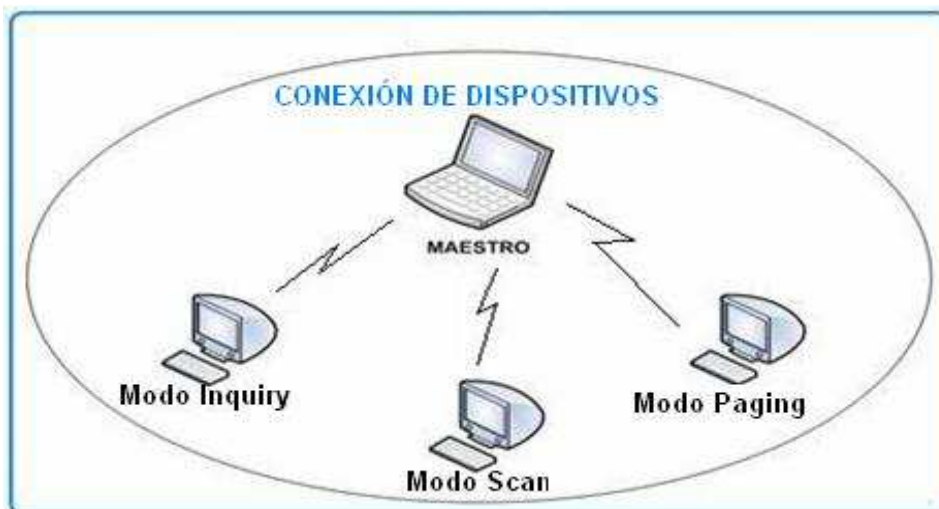 CONEXIÓN DE DISPOSITIVOS
MAESTRO
Modo Inquiry
Modo Paging
Modo Scan